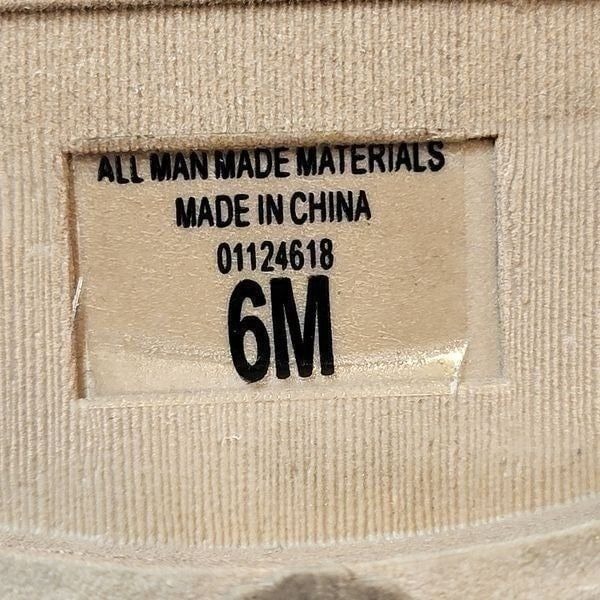 ALL MAN MADE MATERIALS
MADE IN CHINA
01124618
6M